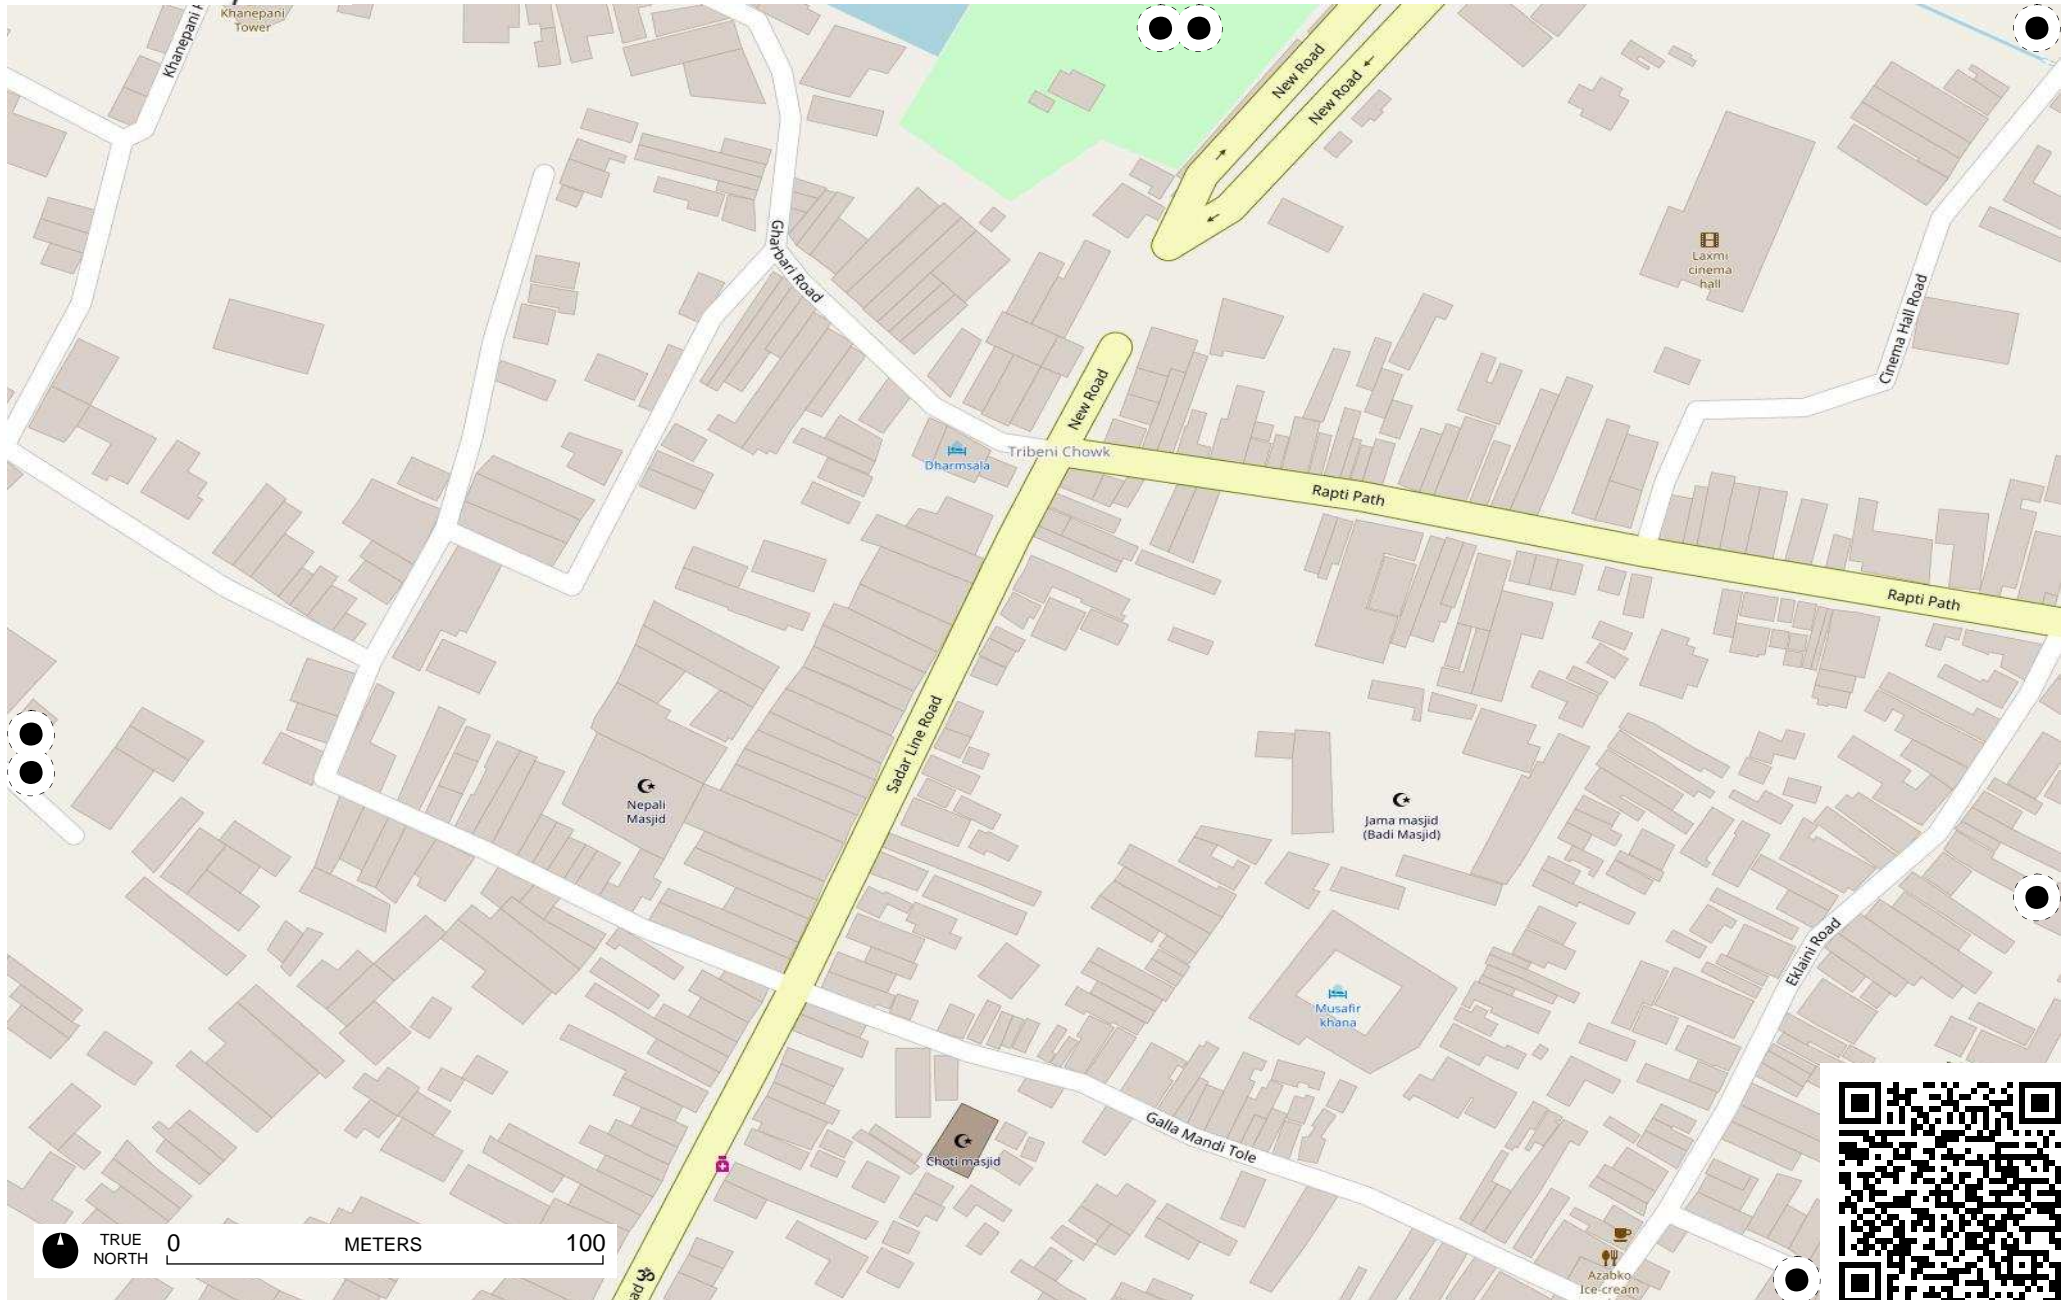 Khanepani
Tower
Khanepani
New Road
New Road
Gharbari Road
Laxmi
cinema
hall
Cinema Hall Road
New Road
Dharmsala
Tribeni Chowk
Rapti Path
Rapti Path
Sadar Line Road
Nepali
Masjid
Jama masjid
(Badi Masjid)
Eklaini Road
Musafir
khana
Galla Mandi Tole
Choti masjid
TRUE
NORTH
0
METERS
100
ॐ
ad
Azabko
Ice-cream